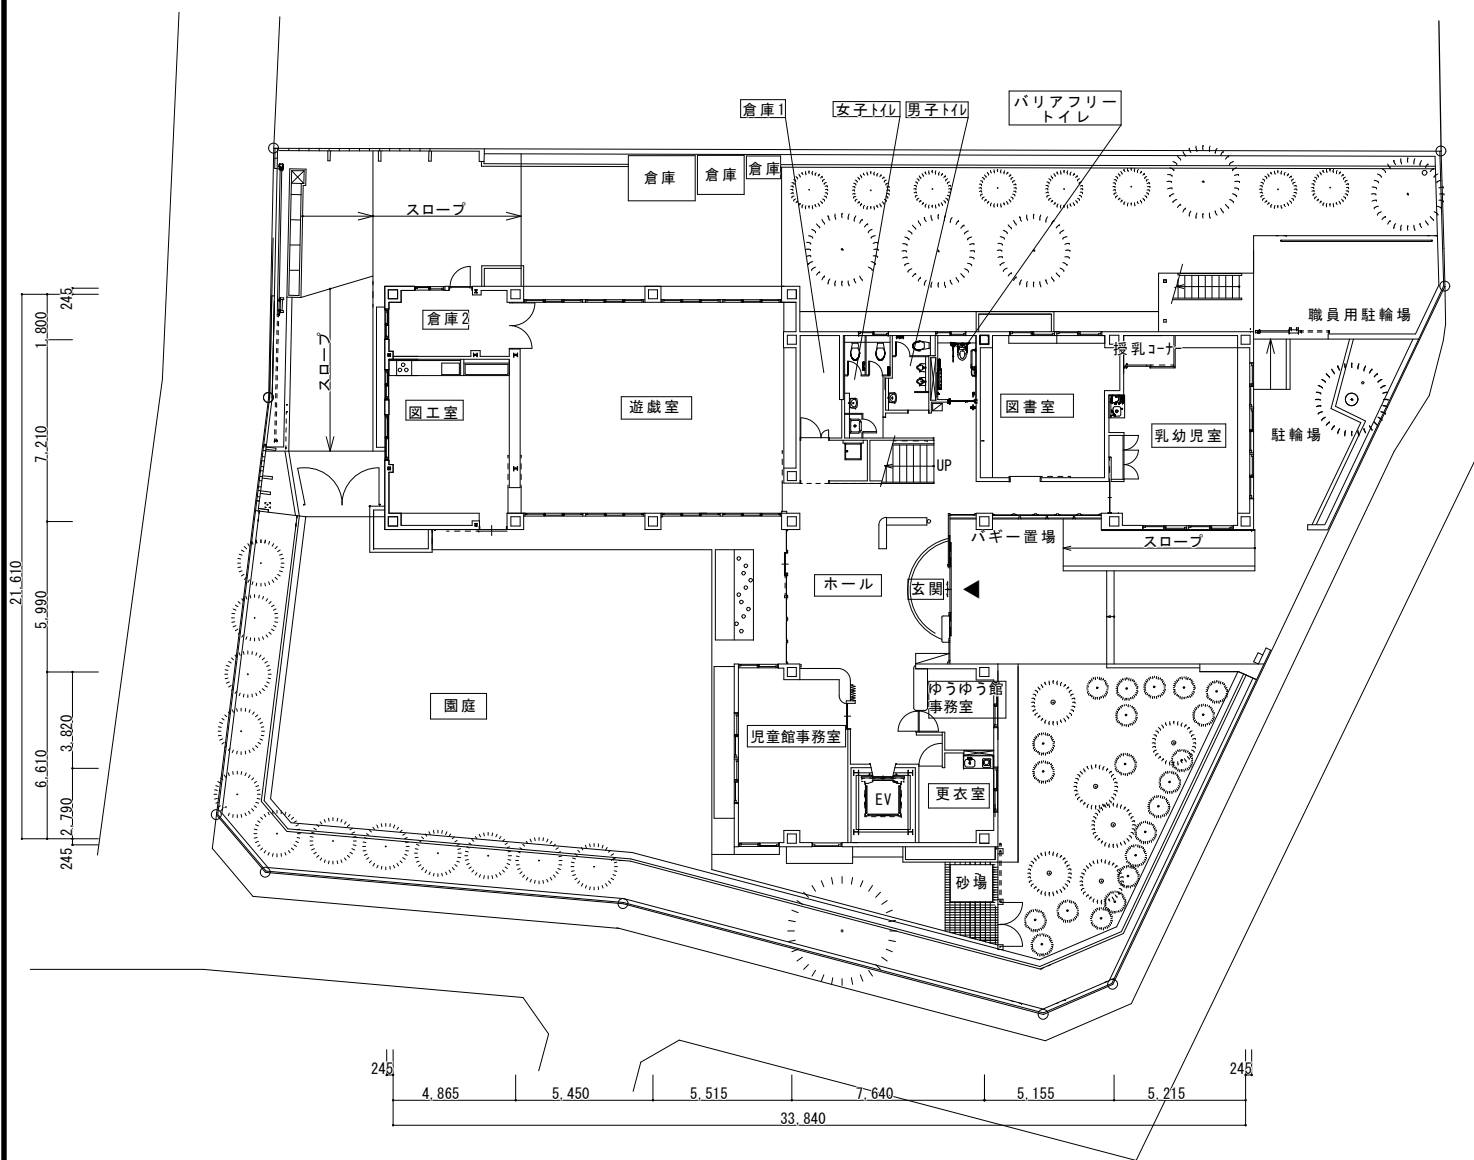 倉庫1
女子トイレ
男子トイレ
バリアフリー
トイレ
倉庫
倉庫
倉庫
スロープ
スロープ
倉庫2
図工室
遊戯室
図書室
授乳コーナー
乳幼児室
職員用駐輪場
駐輪場
UP
バギー置場
スロープ
ホール
玄関
園庭
ゆうゆう館
事務室
児童館事務室
EV
更衣室
砂場
245
1,800
7,210
21,610
5,990
3,820
6,610
2,790
245
245
4,865
5,450
5,515
7,640
5,155
5,215
245
33,840